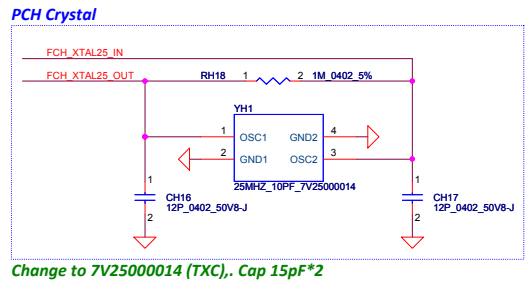 PCH Crystal
FCH_XTAL25_IN
FCH_XTAL25_OUT
RH18 1 2 1M_0402_5%
YH1
1 OSC1 GND2 4
2 GND1 OSC2 3
25MHZ_10PF_7V25000014
1 1
CH16 CH17
12P_0402_50V8-J 12P_0402_50V8-J
2 2
Change to 7V25000014 (TXC),. Cap 15pF*2